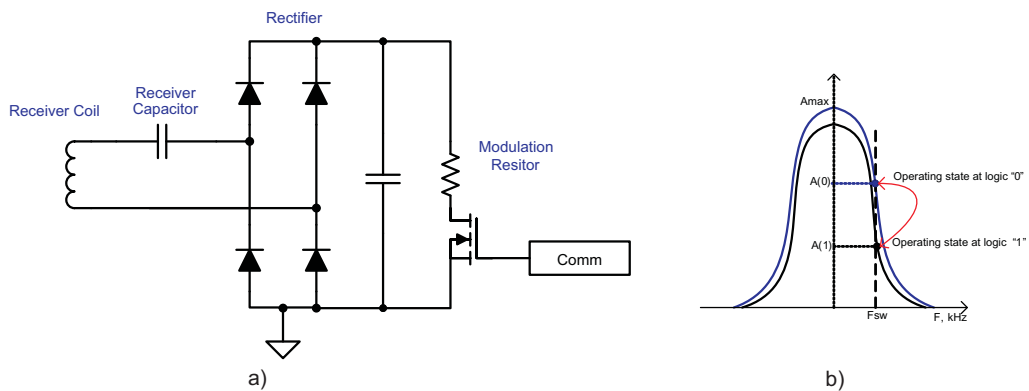 Rectifier
Receiver
Capacitor
Receiver Coil
Modulation
Resitor
Comm
a)
Amax
A(0)
Operating state at logic “0”
A(1)
Operating state at logic “1”
Fsw
F, kHz
b)